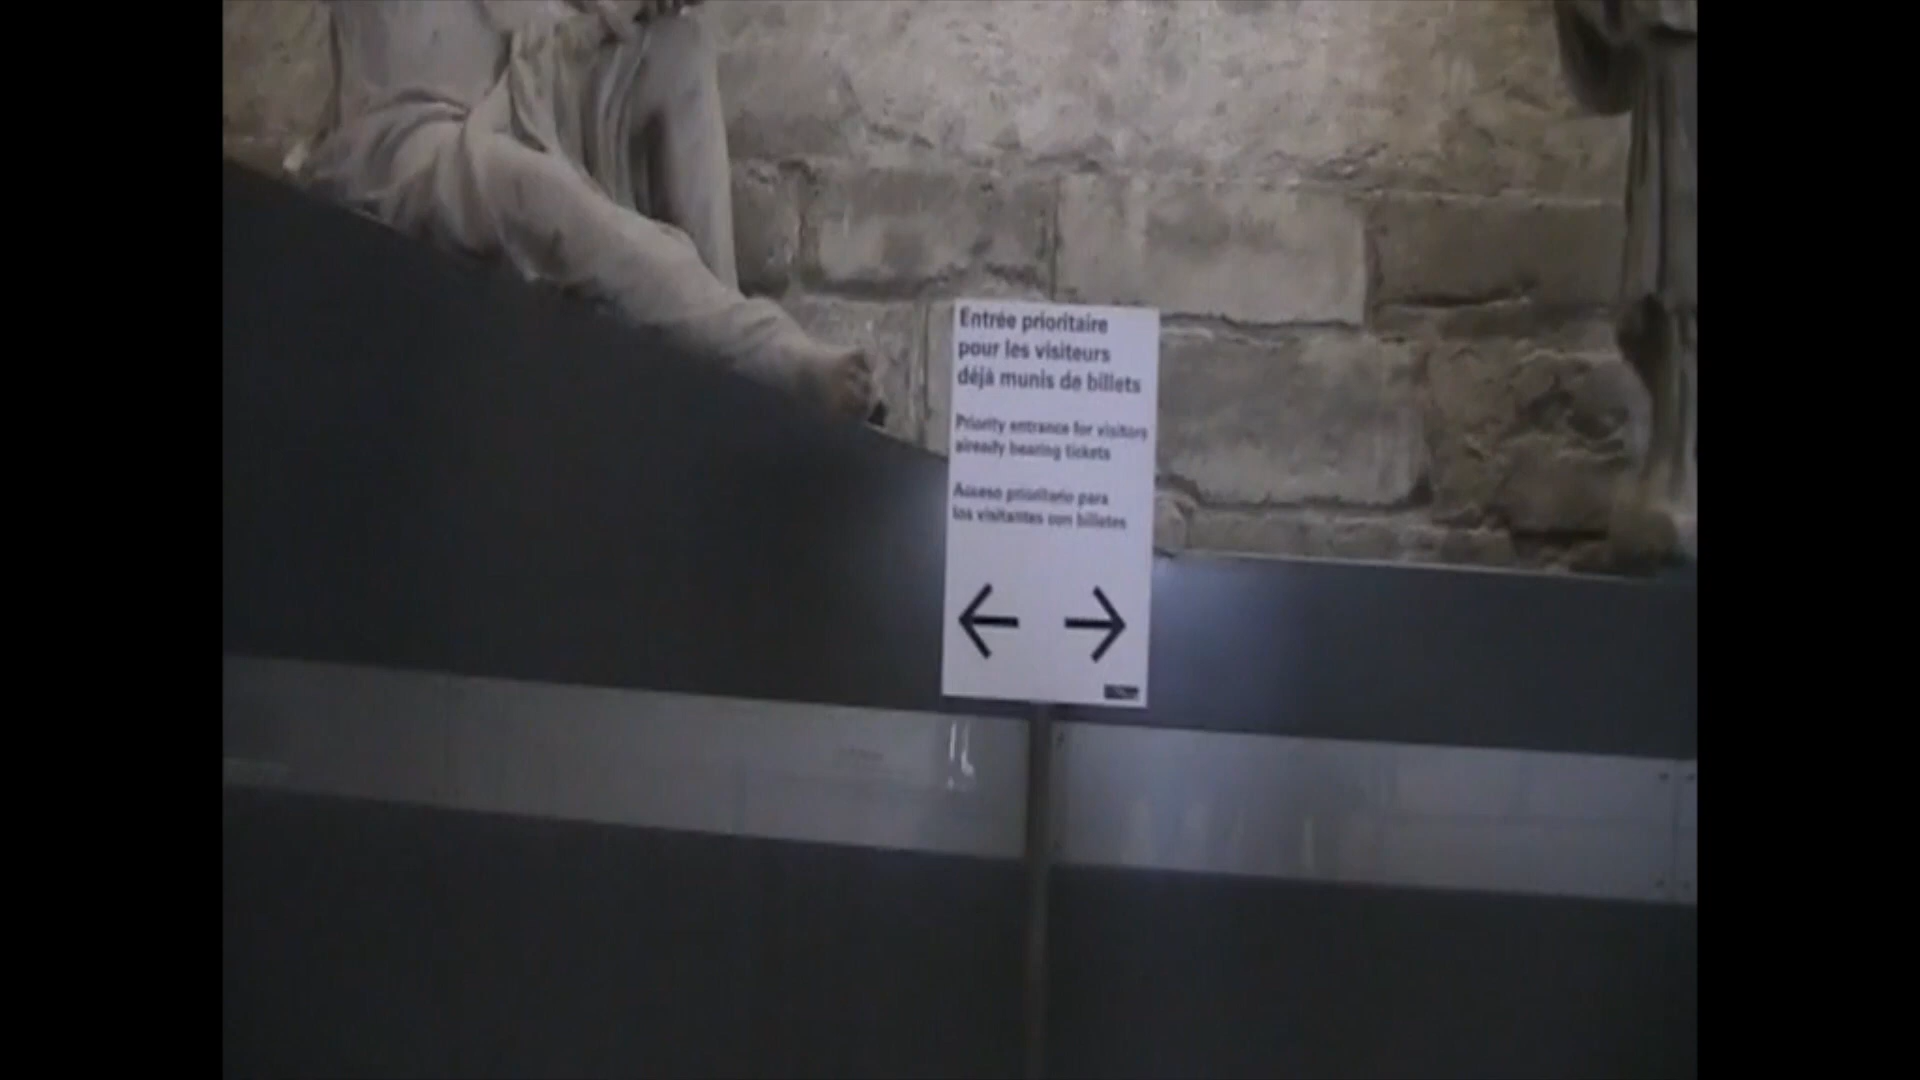 Entrée prioritaire
pour les visiteurs
déjà munis de billets
Priority entrance for visitors
already bearing tickets
Acceso prioritario para
los visitantes con billetes